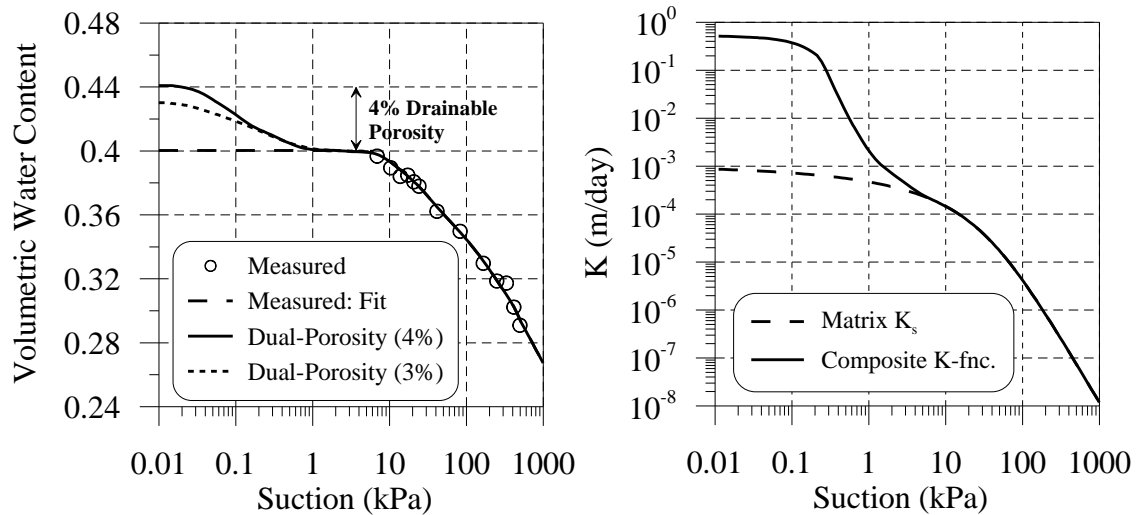 0.48
0.44
0.4
0.36
0.32
0.28
0.24
Volumetric Water Content
4% Drainable
Porosity
Measured
Measured: Fit
Dual-Porosity (4%)
Dual-Porosity (3%)
0.01 0.1 1 10 100 1000
Suction (kPa)
10^0
10^-1
10^-2
10^-3
10^-4
10^-5
10^-6
10^-7
10^-8
K (m/day)
Matrix K_s
Composite K-fnc.
0.01 0.1 1 10 100 1000
Suction (kPa)